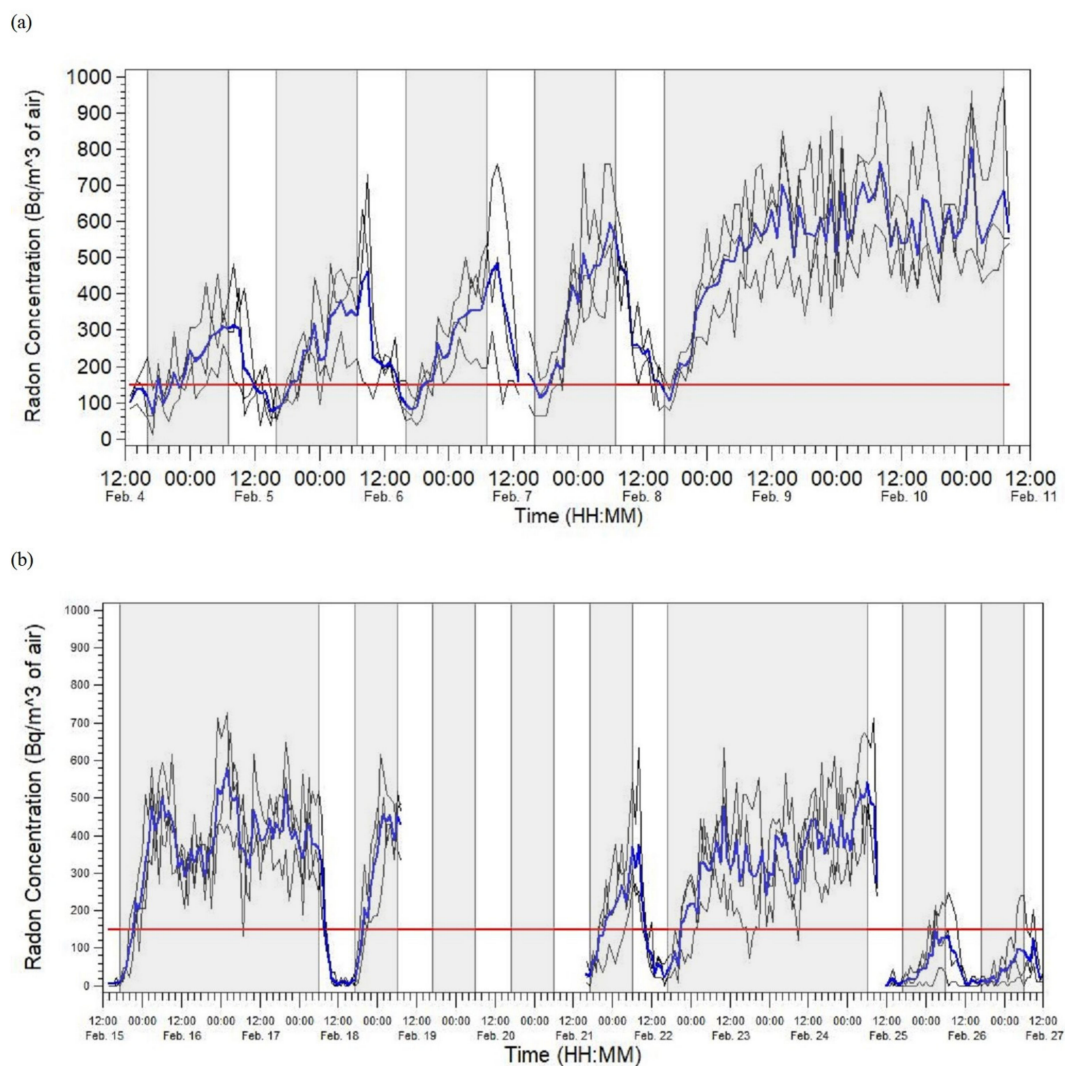 (a)
Radon Concentration (Bq/m^3 of air)
1000
900
800
700
600
500
400
300
200
100
0
12:00 00:00 12:00 00:00 12:00 00:00 12:00 00:00 12:00 00:00 12:00 00:00 12:00 00:00 12:00
Feb. 4 Feb. 5 Feb. 6 Feb. 7 Feb. 8 Feb. 9 Feb. 10 Feb. 11
Time (HH:MM)
(b)
Radon Concentration (Bq/m^3 of air)
1000
900
800
700
600
500
400
300
200
100
0
12:00 00:00 12:00 00:00 12:00 00:00 12:00 00:00 12:00 00:00 12:00 00:00 12:00 00:00 12:00 00:00 12:00 00:00 12:00 00:00 12:00 00:00 12:00 00:00 12:00
Feb. 15 Feb. 16 Feb. 17 Feb. 18 Feb. 19 Feb. 20 Feb. 21 Feb. 22 Feb. 23 Feb. 24 Feb. 25 Feb. 26 Feb. 27
Time (HH:MM)